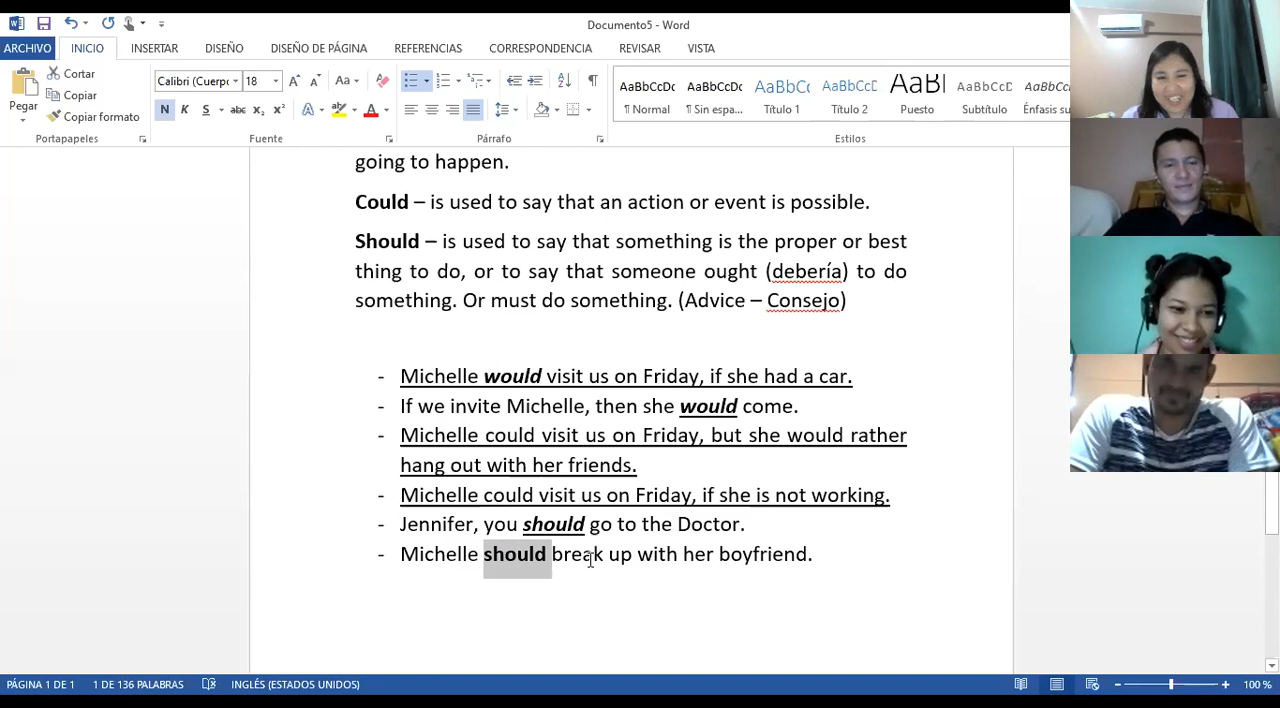 Documento5 - Word
ARCHIVO INICIO INSERTAR DISEÑO DISEÑO DE PÁGINA REFERENCIAS CORRESPONDENCIA REVISAR VISTA
Pegar
Cortar
Copiar
Copiar formato
Portapapeles
Calibri (Cuerpo 18
Aa
N K S abc x₂ x² A A
Fuente
Párrafo
AaBbCcDc AaBbCcDc AaBbCc AaBbCcD AaBl AaBbCcD AaBbCcDc
¶ Normal ¶ Sin espa... Título 1 Título 2 Puesto Subtítulo Énfasis su
Estilos
going to happen.
Could – is used to say that an action or event is possible.
Should – is used to say that something is the proper or best
thing to do, or to say that someone ought (debería) to do
something. Or must do something. (Advice – Consejo)
- Michelle would visit us on Friday, if she had a car.
- If we invite Michelle, then she would come.
- Michelle could visit us on Friday, but she would rather
hang out with her friends.
- Michelle could visit us on Friday, if she is not working.
- Jennifer, you should go to the Doctor.
- Michelle should break up with her boyfriend.
PÁGINA 1 DE 1 1 DE 136 PALABRAS INGLÉS (ESTADOS UNIDOS) 100 %